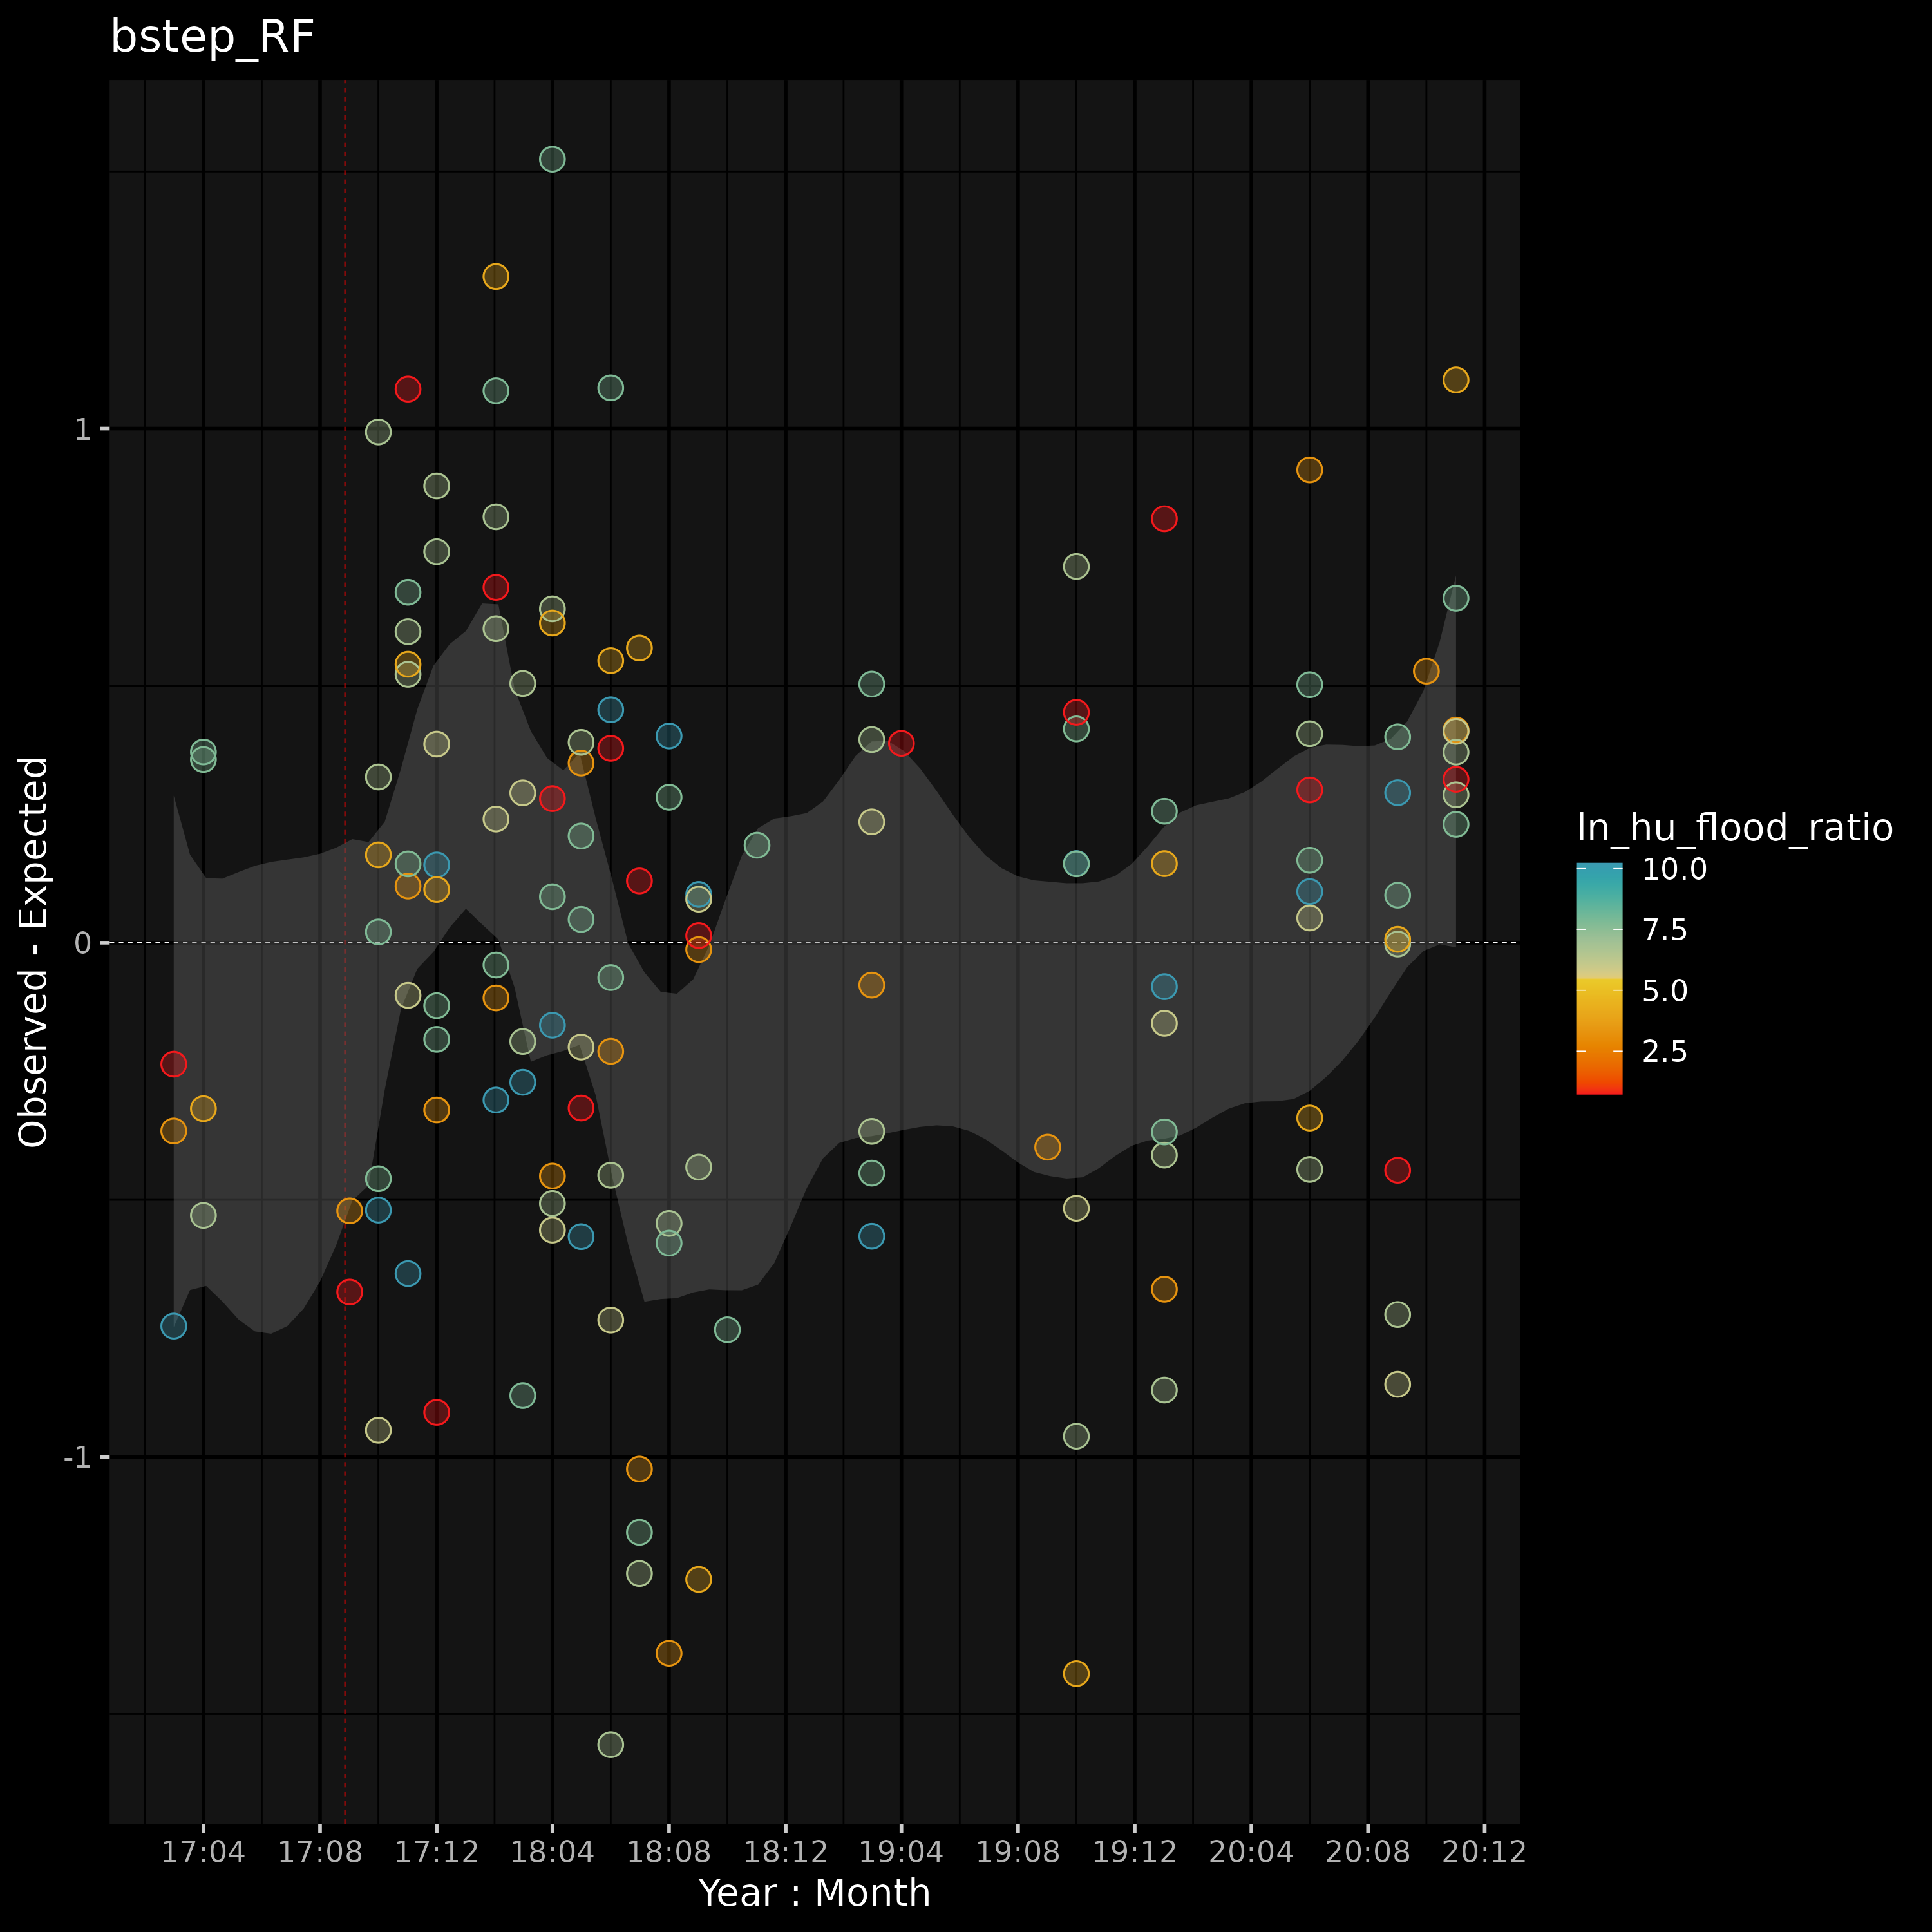 bstep_RF
Observed - Expected
1
0
-1
17:04 17:08 17:12 18:04 18:08 18:12 19:04 19:08 19:12 20:04 20:08 20:12
Year : Month
ln_hu_flood_ratio
10.0
7.5
5.0
2.5